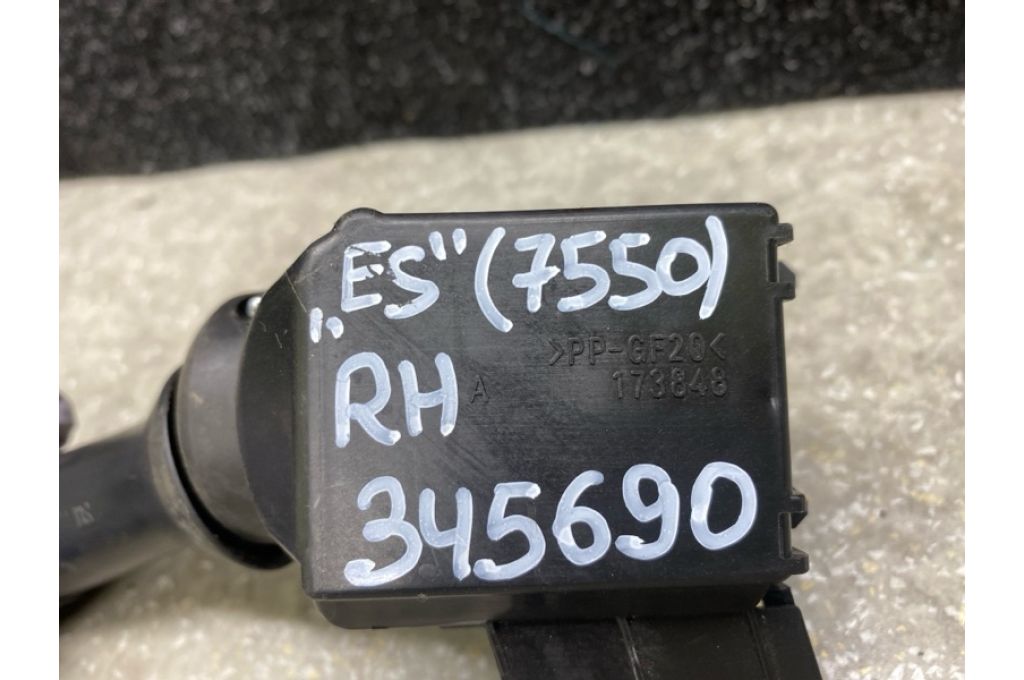 „ES" (7550)
>PP-GF20<
RH A 173848
345690